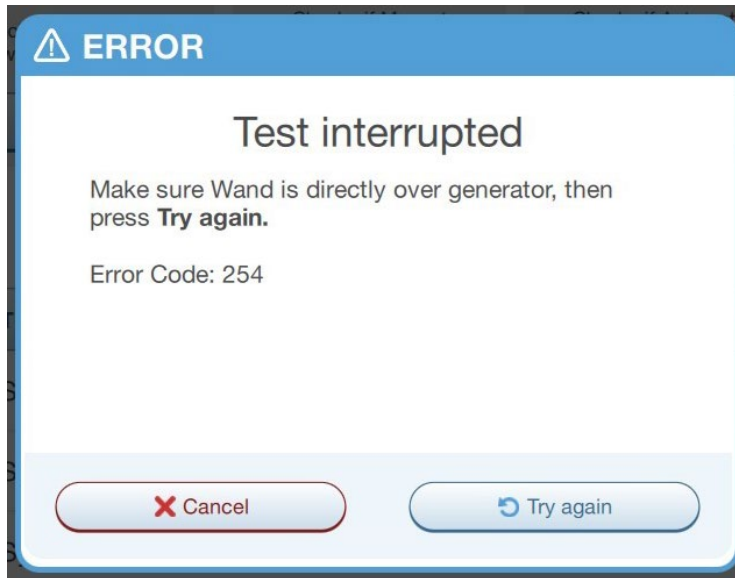 ERROR
Test interrupted
Make sure Wand is directly over generator, then
press Try again.
Error Code: 254
Cancel
Try again